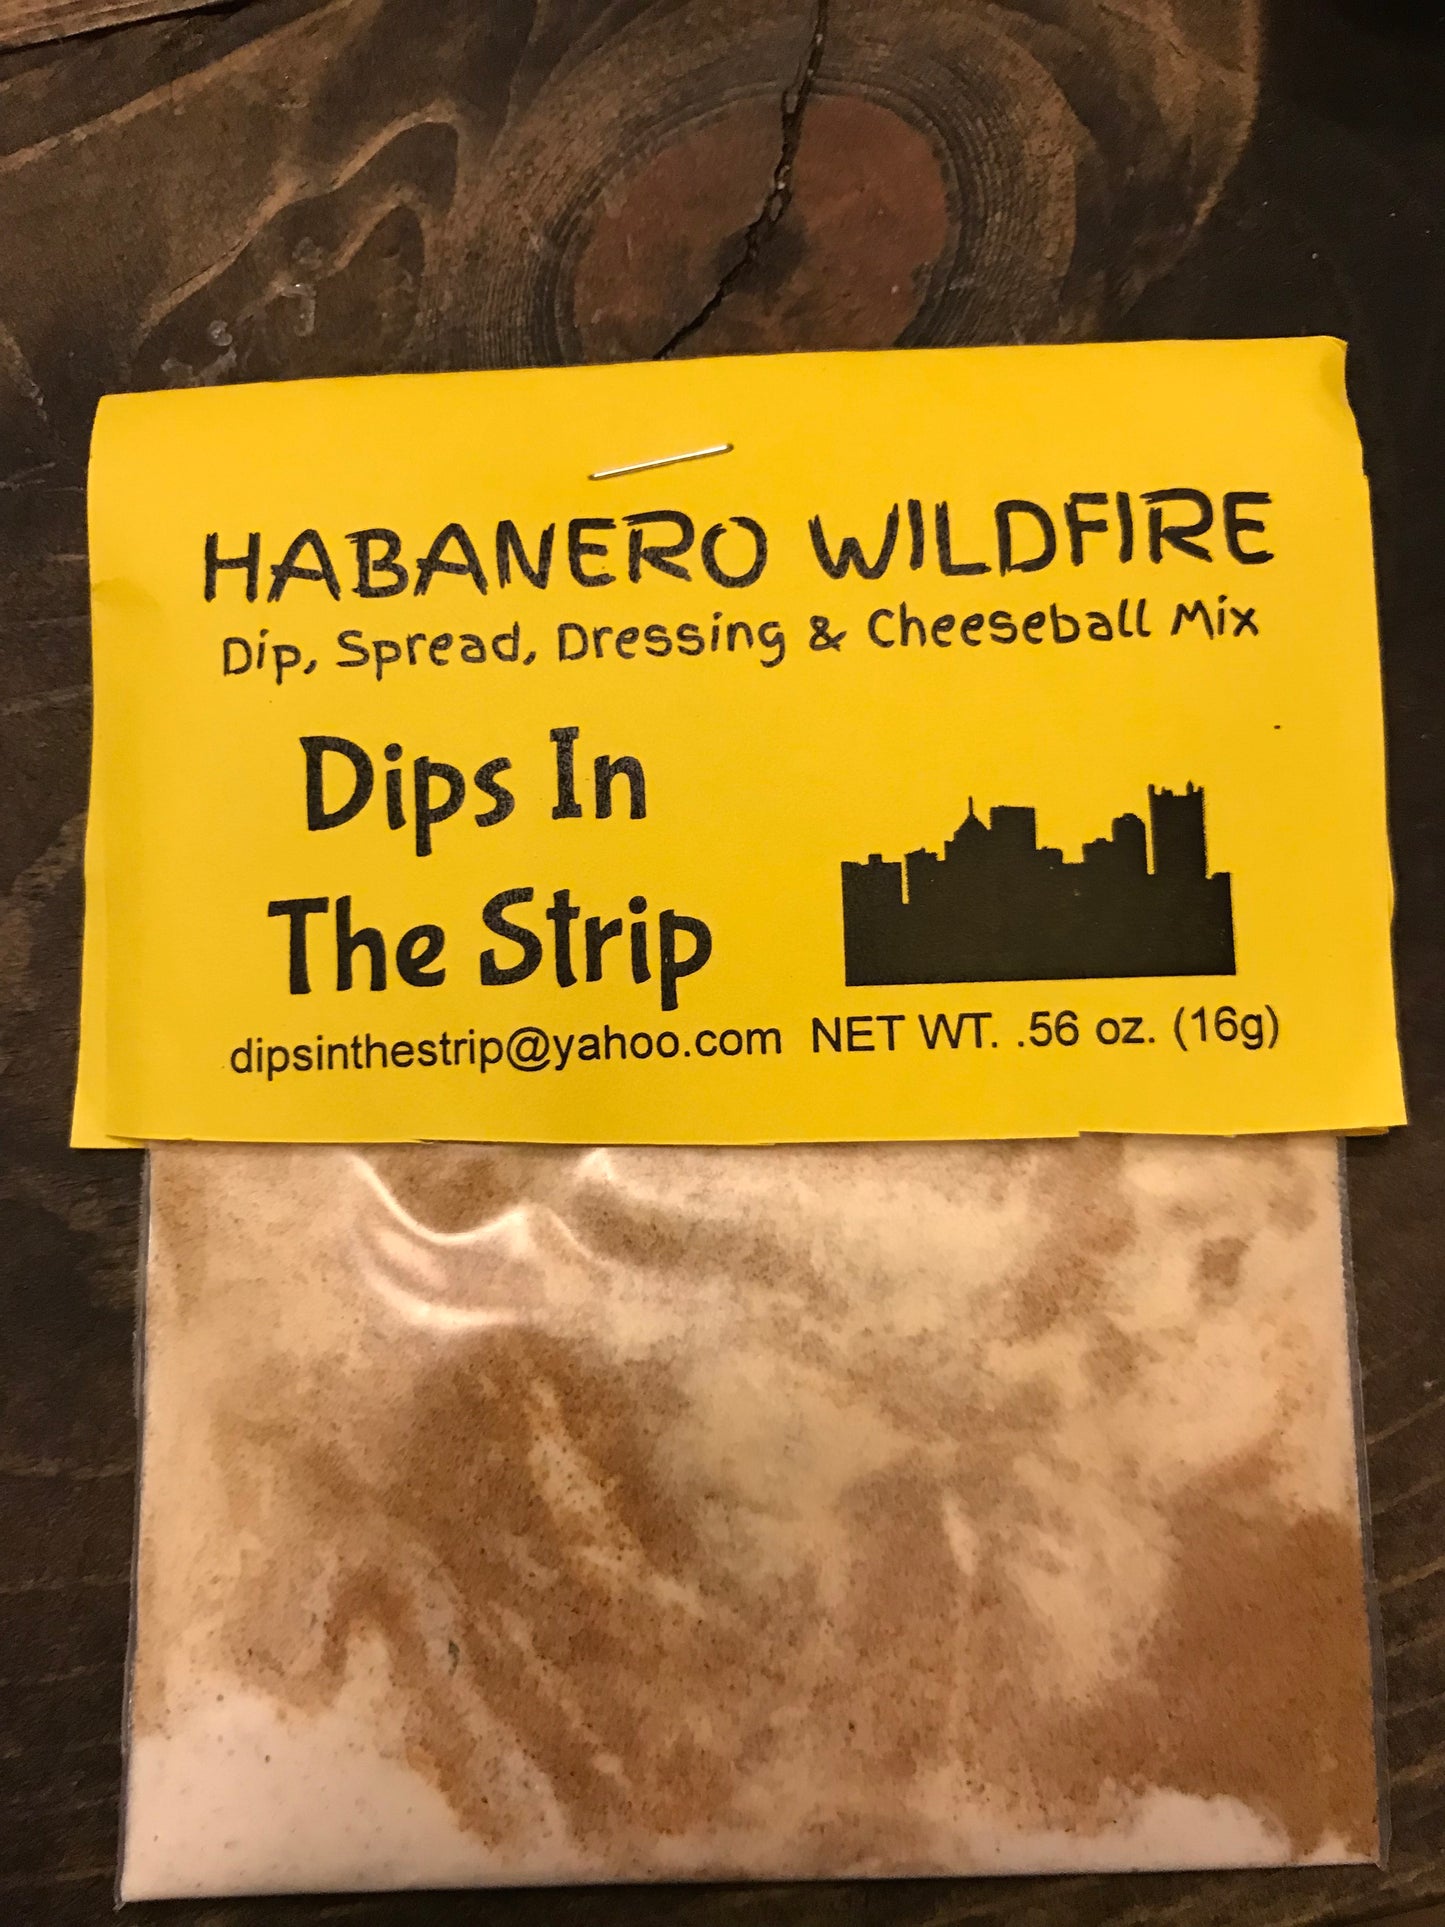 HABANERO WILDFIRE
Dip, Spread, Dressing & Cheeseball Mix
Dips In
The Strip
dipsinthestrip@yahoo.com NET WT. .56 oz. (16g)